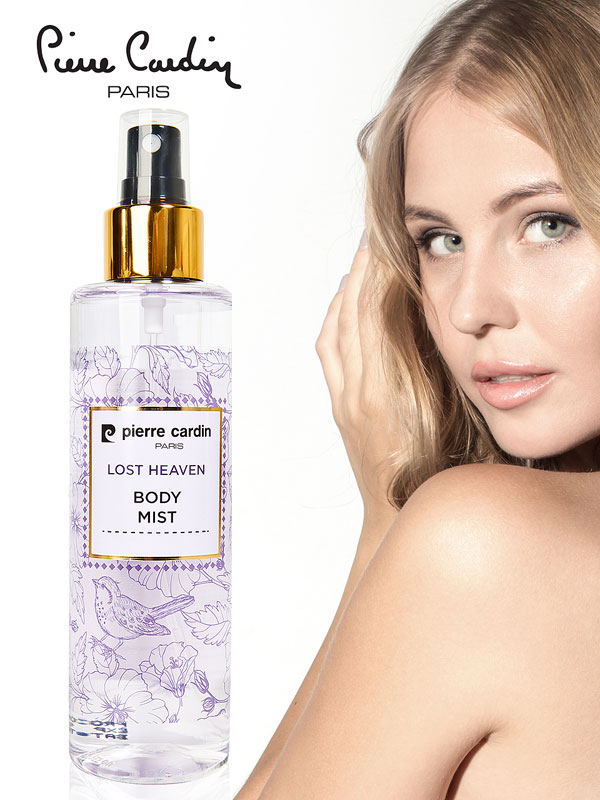 Pierre Cardin
PARIS
pierre cardin
PARIS
LOST HEAVEN
BODY
MIST